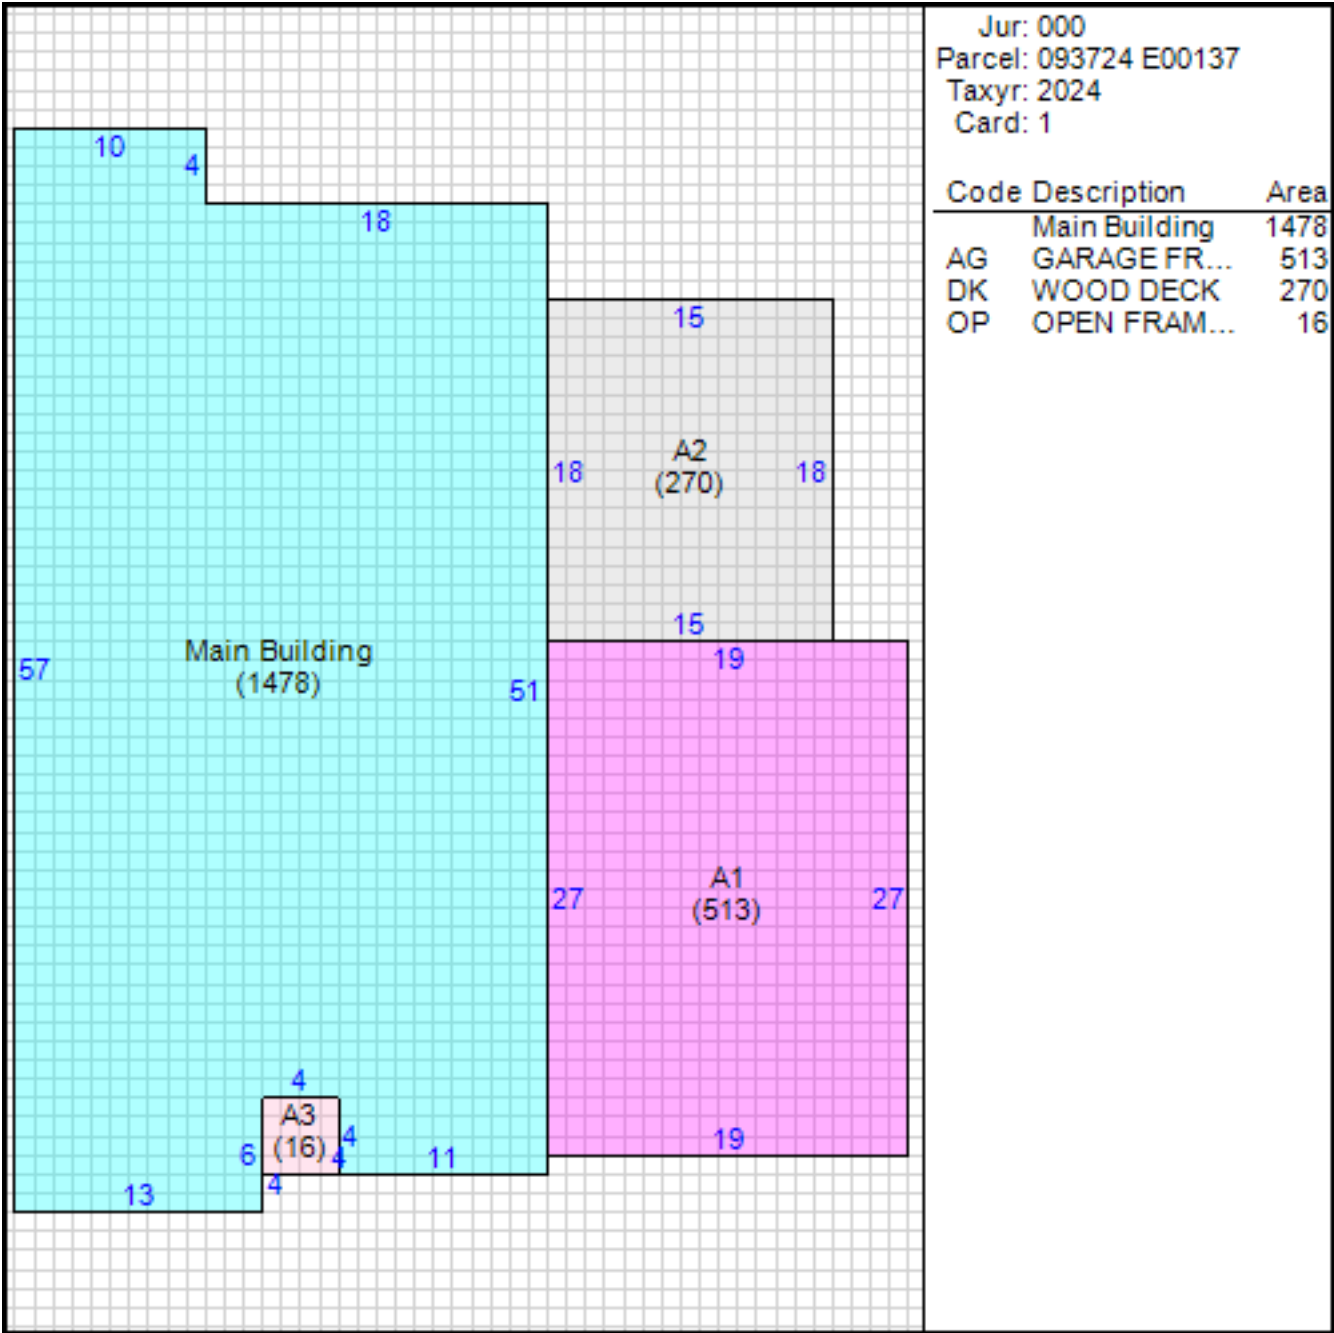 Jur: 000
Parcel: 093724 E00137
Taxyr: 2024
Card: 1
Code Description Area
Main Building 1478
AG GARAGE FR... 513
DK WOOD DECK 270
OP OPEN FRAM... 16
10
4
18
15
A2
(270)
18
18
15
19
Main Building
(1478)
57
51
A1
(513)
27
27
4
A3
(16)
6
4
4
11
19
4
13